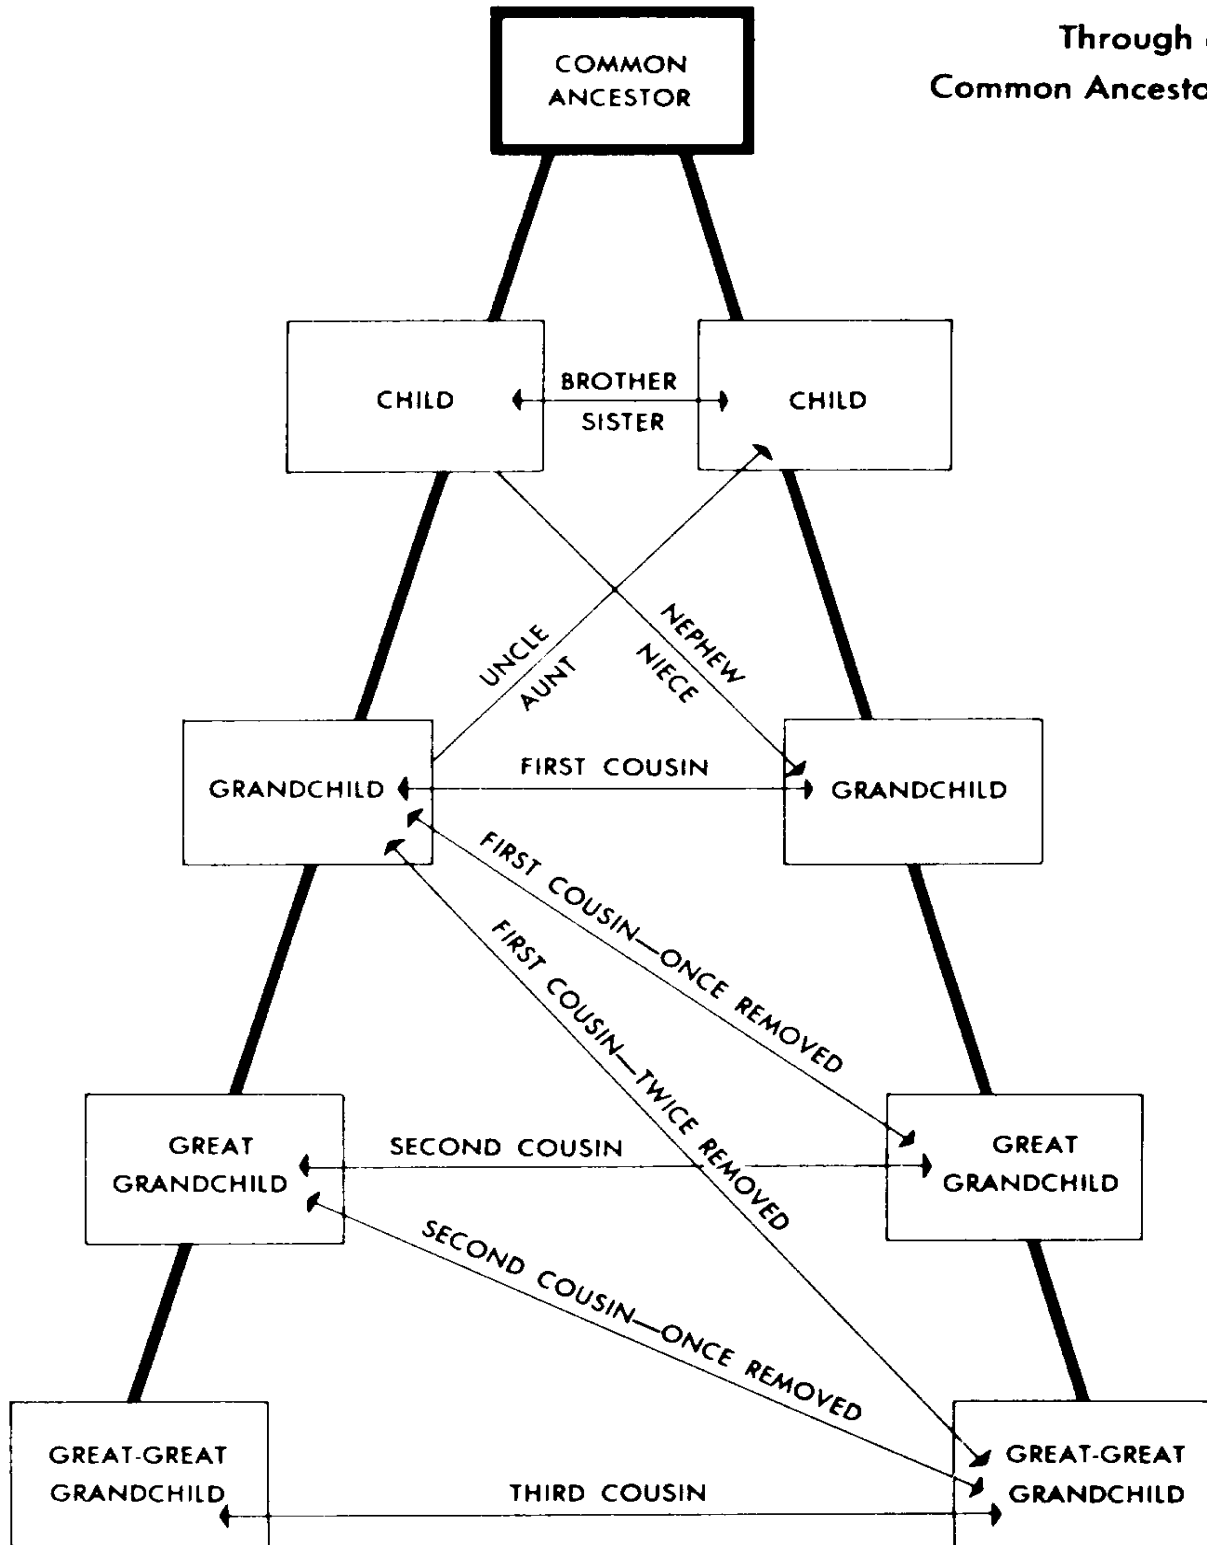 Through
Common Ancesto
COMMON
ANCESTOR
CHILD
BROTHER
SISTER
CHILD
UNCLE
AUNT
NEPHEW
NIECE
GRANDCHILD
FIRST COUSIN
GRANDCHILD
FIRST COUSIN—ONCE REMOVED
FIRST COUSIN—TWICE REMOVED
GREAT
GRANDCHILD
SECOND COUSIN
GREAT
GRANDCHILD
SECOND COUSIN—ONCE REMOVED
GREAT-GREAT
GRANDCHILD
THIRD COUSIN
GREAT-GREAT
GRANDCHILD